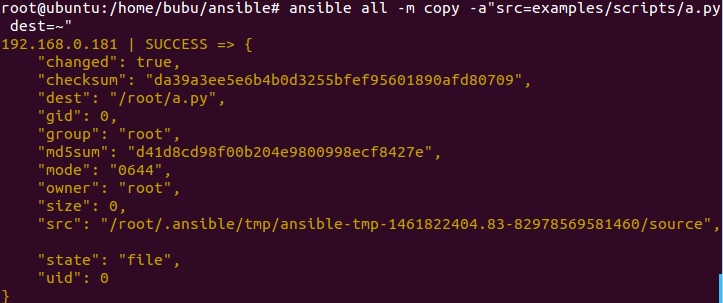 root@ubuntu:/home/bubu/ansible# ansible all -m copy -a"src=examples/scripts/a.py
 dest=~"
192.168.0.181 | SUCCESS => {
    "changed": true,
    "checksum": "da39a3ee5e6b4b0d3255bfef95601890afd80709",
    "dest": "/root/a.py",
    "gid": 0,
    "group": "root",
    "md5sum": "d41d8cd98f00b204e9800998ecf8427e",
    "mode": "0644",
    "owner": "root",
    "size": 0,
    "src": "/root/.ansible/tmp/ansible-tmp-1461822404.83-82978569581460/source",
    "state": "file",
    "uid": 0
}